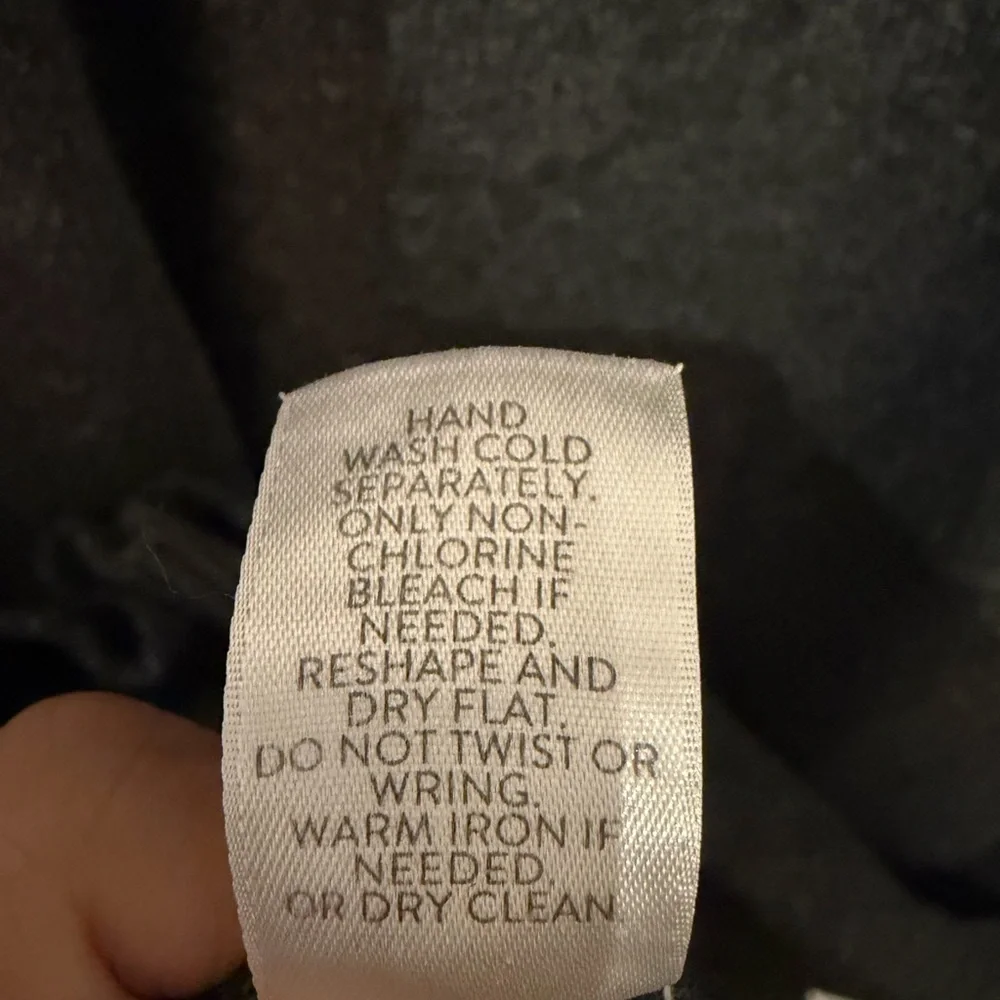 HAND
WASH COLD
SEPARATELY.
ONLY NON-
CHLORINE
BLEACH IF
NEEDED.
RESHAPE AND
DRY FLAT.
DO NOT TWIST OR
WRING.
WARM IRON IF
NEEDED.
OR DRY CLEAN